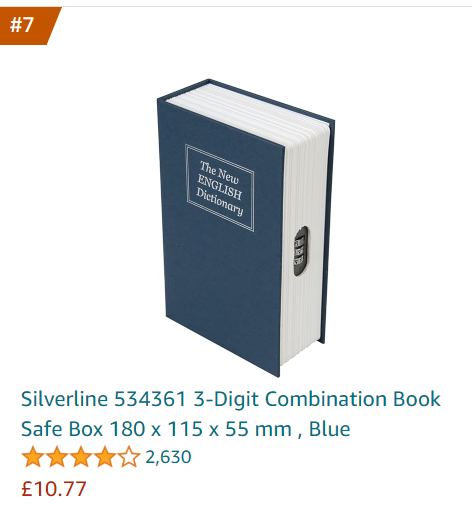 #7
The New
ENGLISH
Dictionary
Silverline 534361 3-Digit Combination Book
Safe Box 180 x 115 x 55 mm , Blue
2,630
£10.77